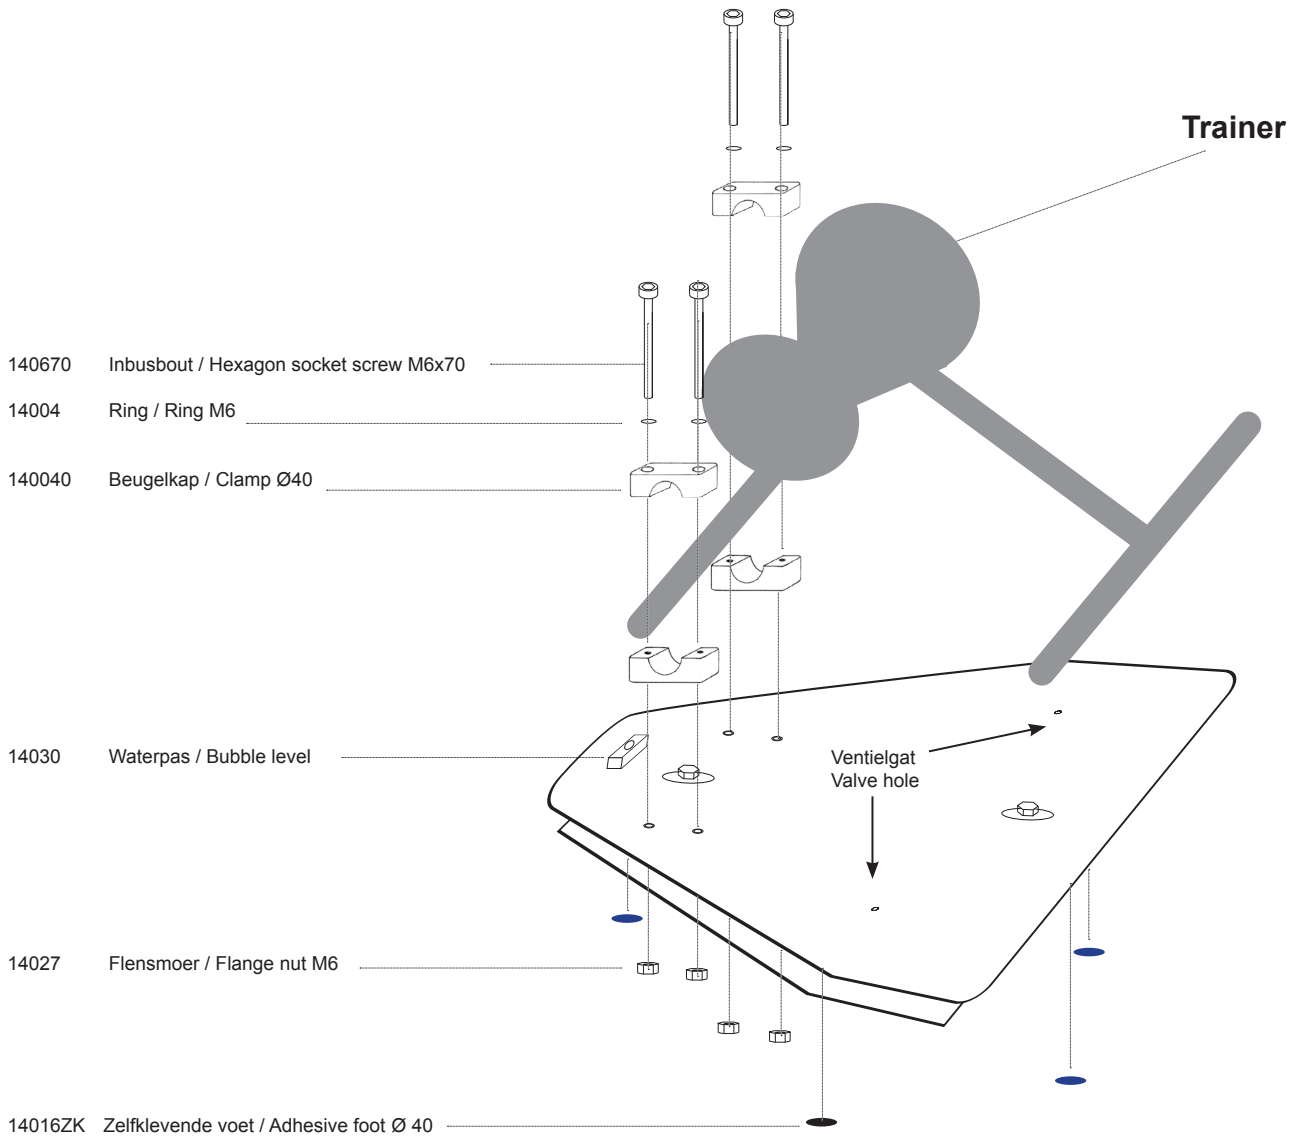 Trainer
140670 Inbusbout / Hexagon socket screw M6x70
14004 Ring / Ring M6
140040 Beugelkap / Clamp Ø40
14030 Waterpas / Bubble level
Ventielgat
Valve hole
14027 Flensmoer / Flange nut M6
14016ZK Zelfklevende voet / Adhesive foot Ø 40